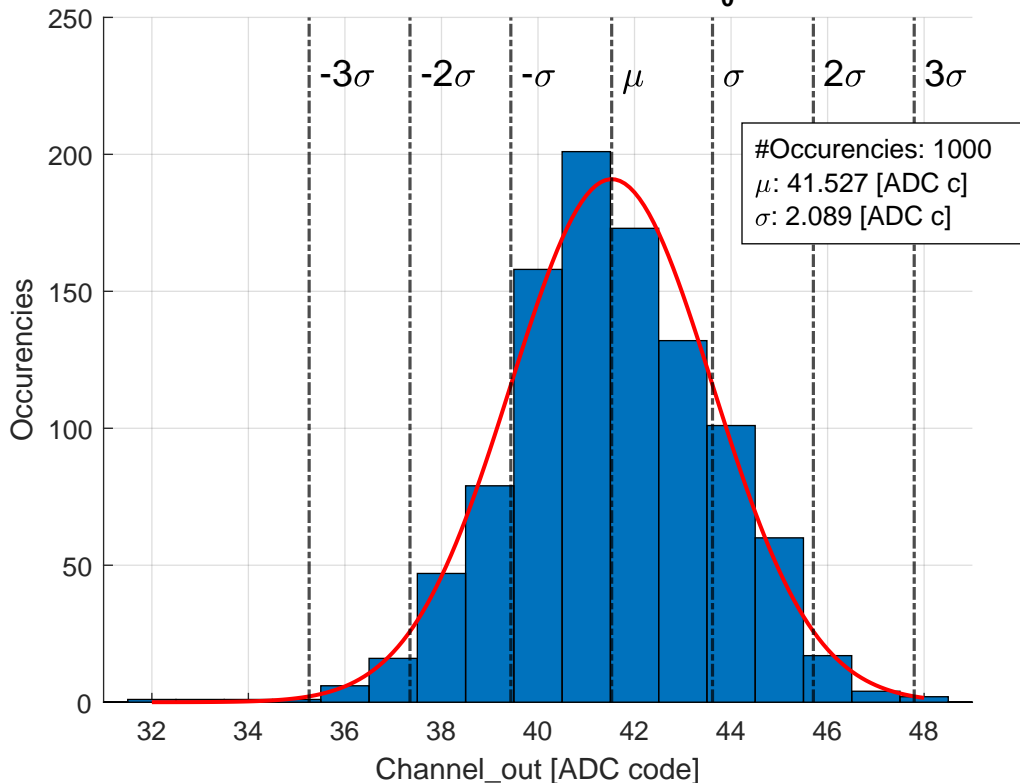 0
250
-3σ
-2σ
-σ
μ
σ
2σ
3σ
#Occurencies: 1000
μ: 41.527 [ADC c]
σ: 2.089 [ADC c]
200
150
100
50
0
Occurencies
32
34
36
38
40
42
44
46
48
Channel_out [ADC code]